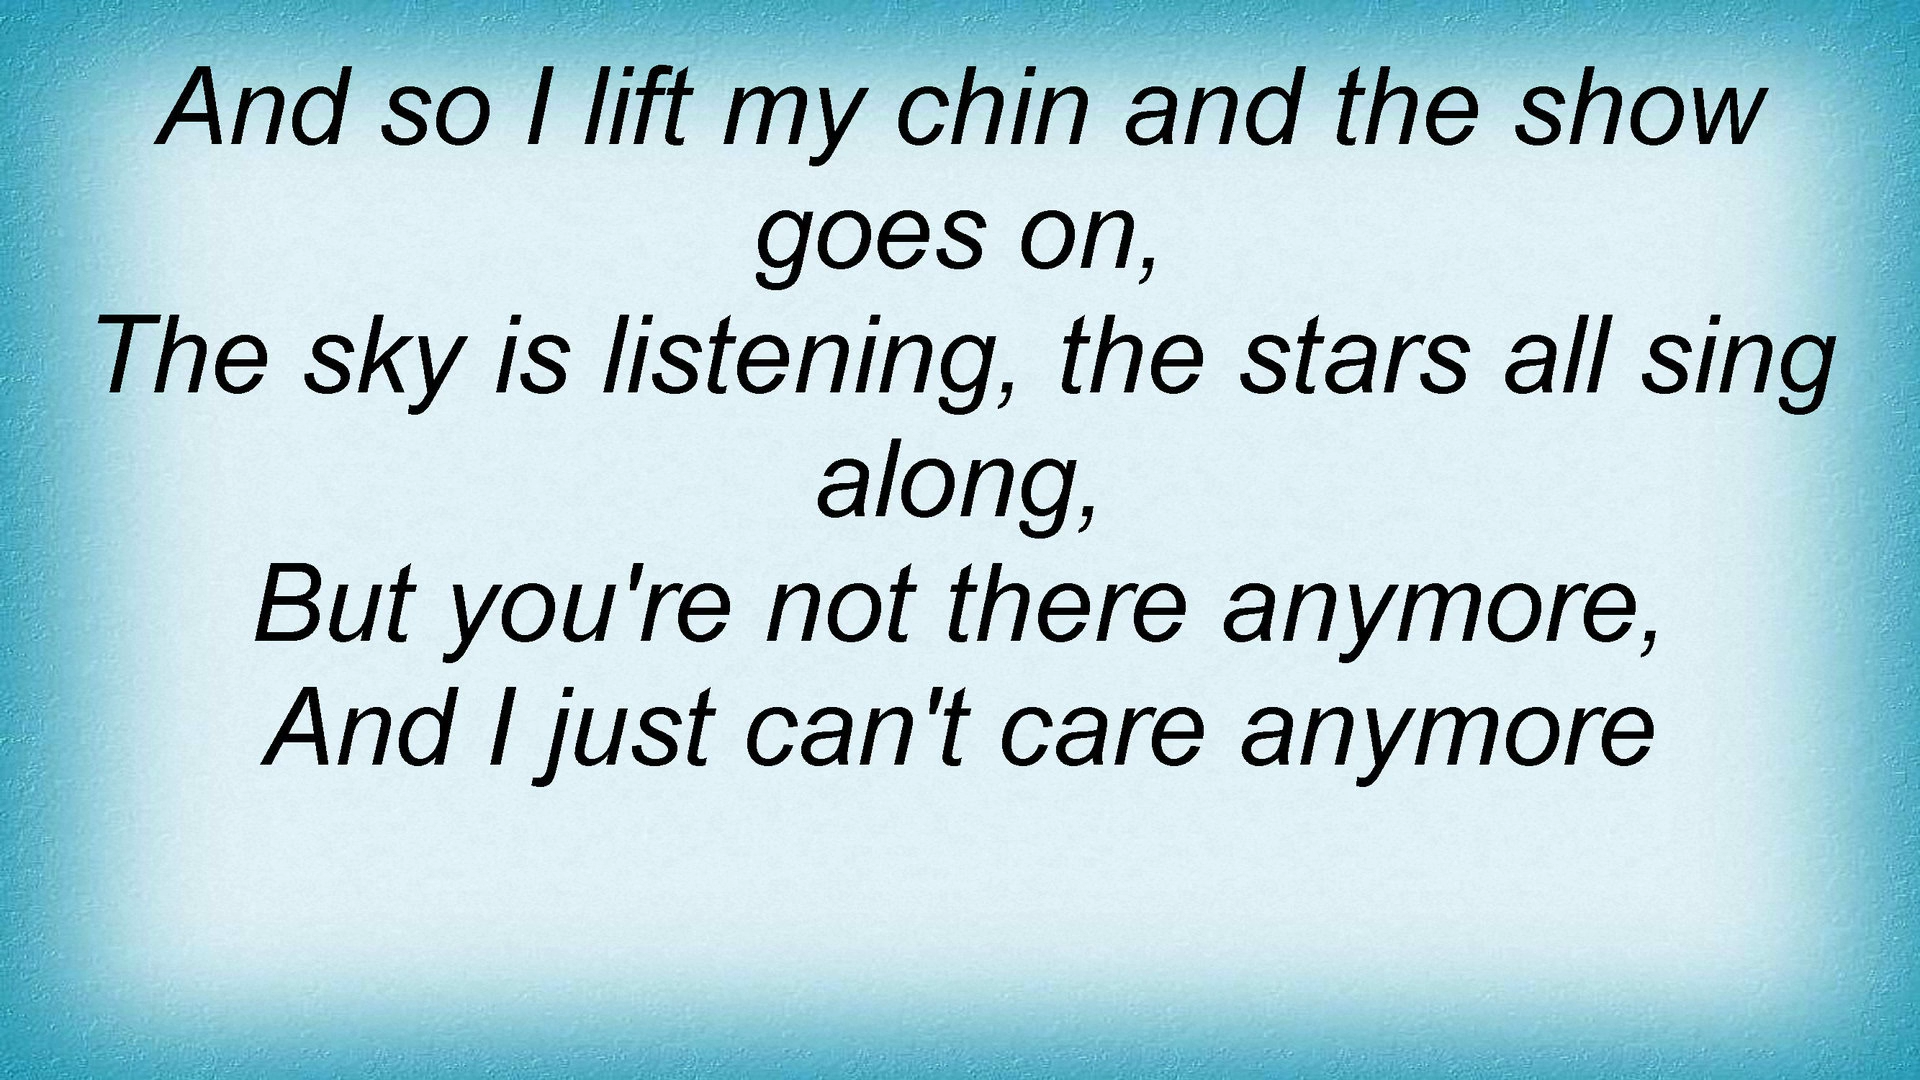 And so I lift my chin and the show
goes on,
The sky is listening, the stars all sing
along,
But you're not there anymore,
And I just can't care anymore